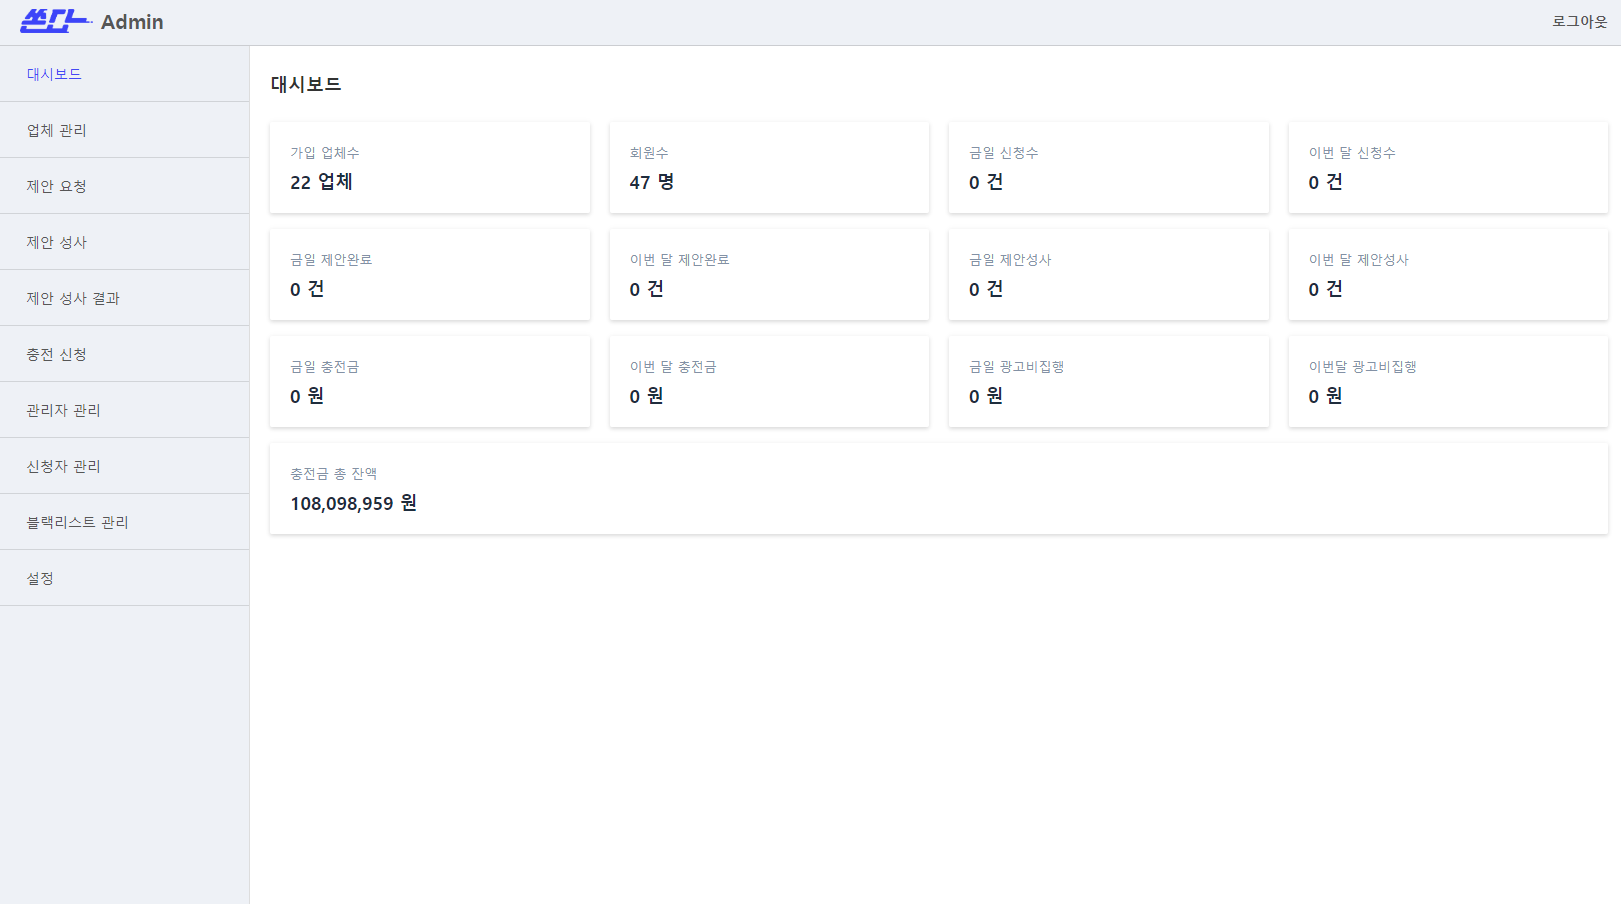 쏜다 Admin
로그아웃
대시보드
업체 관리
제안 요청
제안 성사
제안 성사 결과
충전 신청
관리자 관리
신청자 관리
블랙리스트 관리
설정
대시보드
가입 업체수
22 업체
회원수
47 명
금일 신청수
0 건
이번 달 신청수
0 건
금일 제안완료
0 건
이번 달 제안완료
0 건
금일 제안성사
0 건
이번 달 제안성사
0 건
금일 충전금
0 원
이번 달 충전금
0 원
금일 광고비집행
0 원
이번달 광고비집행
0 원
충전금 총 잔액
108,098,959 원